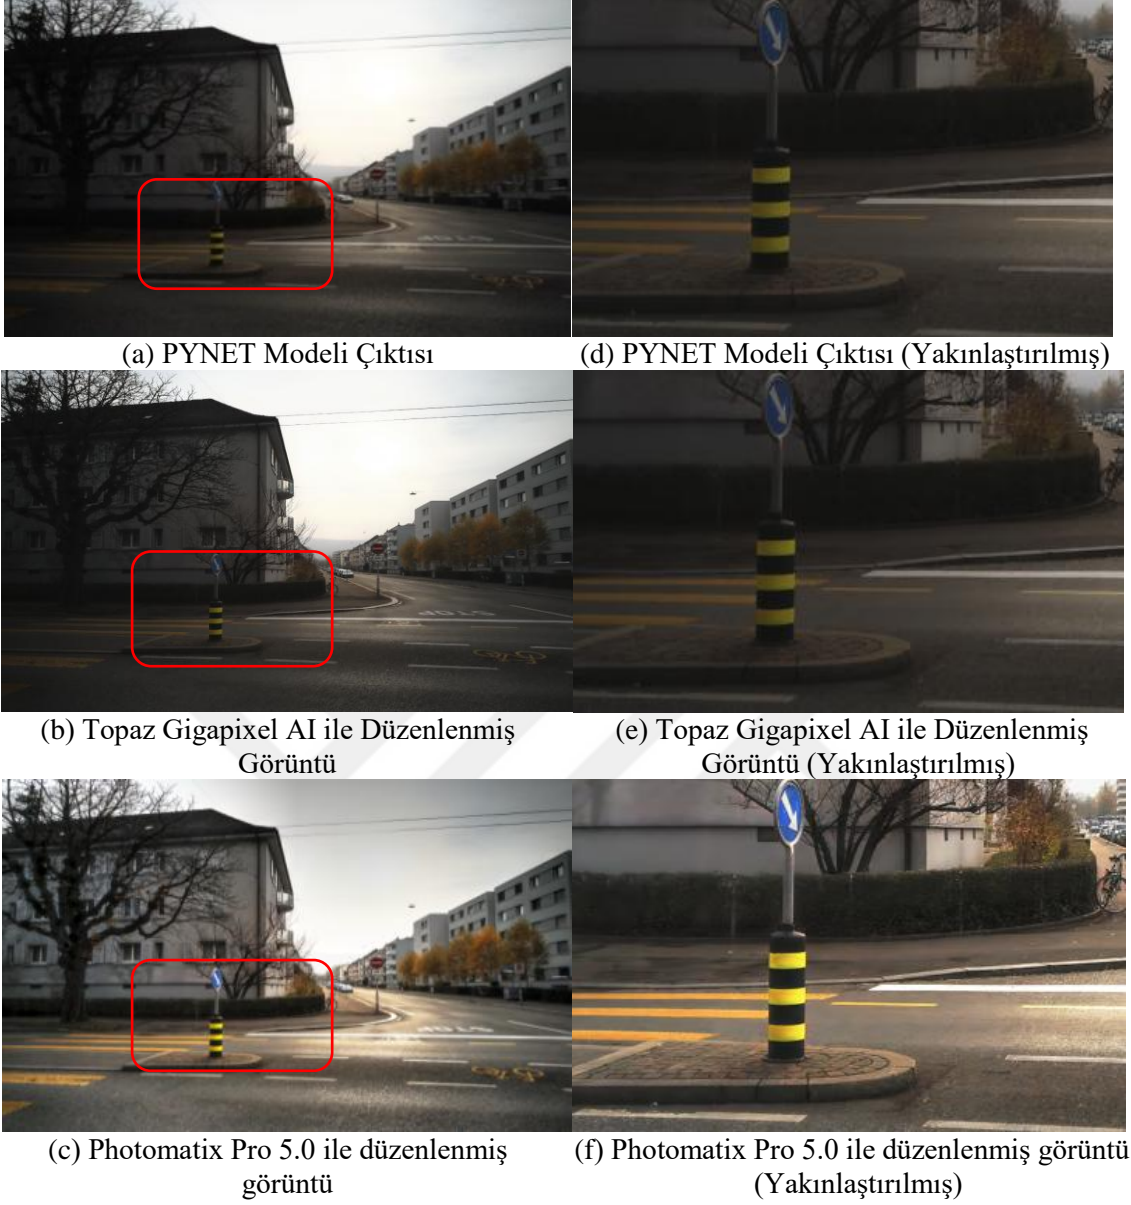 (a) PYNET Modeli Çıktısı
(d) PYNET Modeli Çıktısı (Yakınlaştırılmış)
(b) Topaz Gigapixel AI ile Düzenlenmiş
Görüntü
(e) Topaz Gigapixel AI ile Düzenlenmiş
Görüntü (Yakınlaştırılmış)
STOP
(c) Photomatix Pro 5.0 ile düzenlenmiş
görüntü
(f) Photomatix Pro 5.0 ile düzenlenmiş görüntü
(Yakınlaştırılmış)